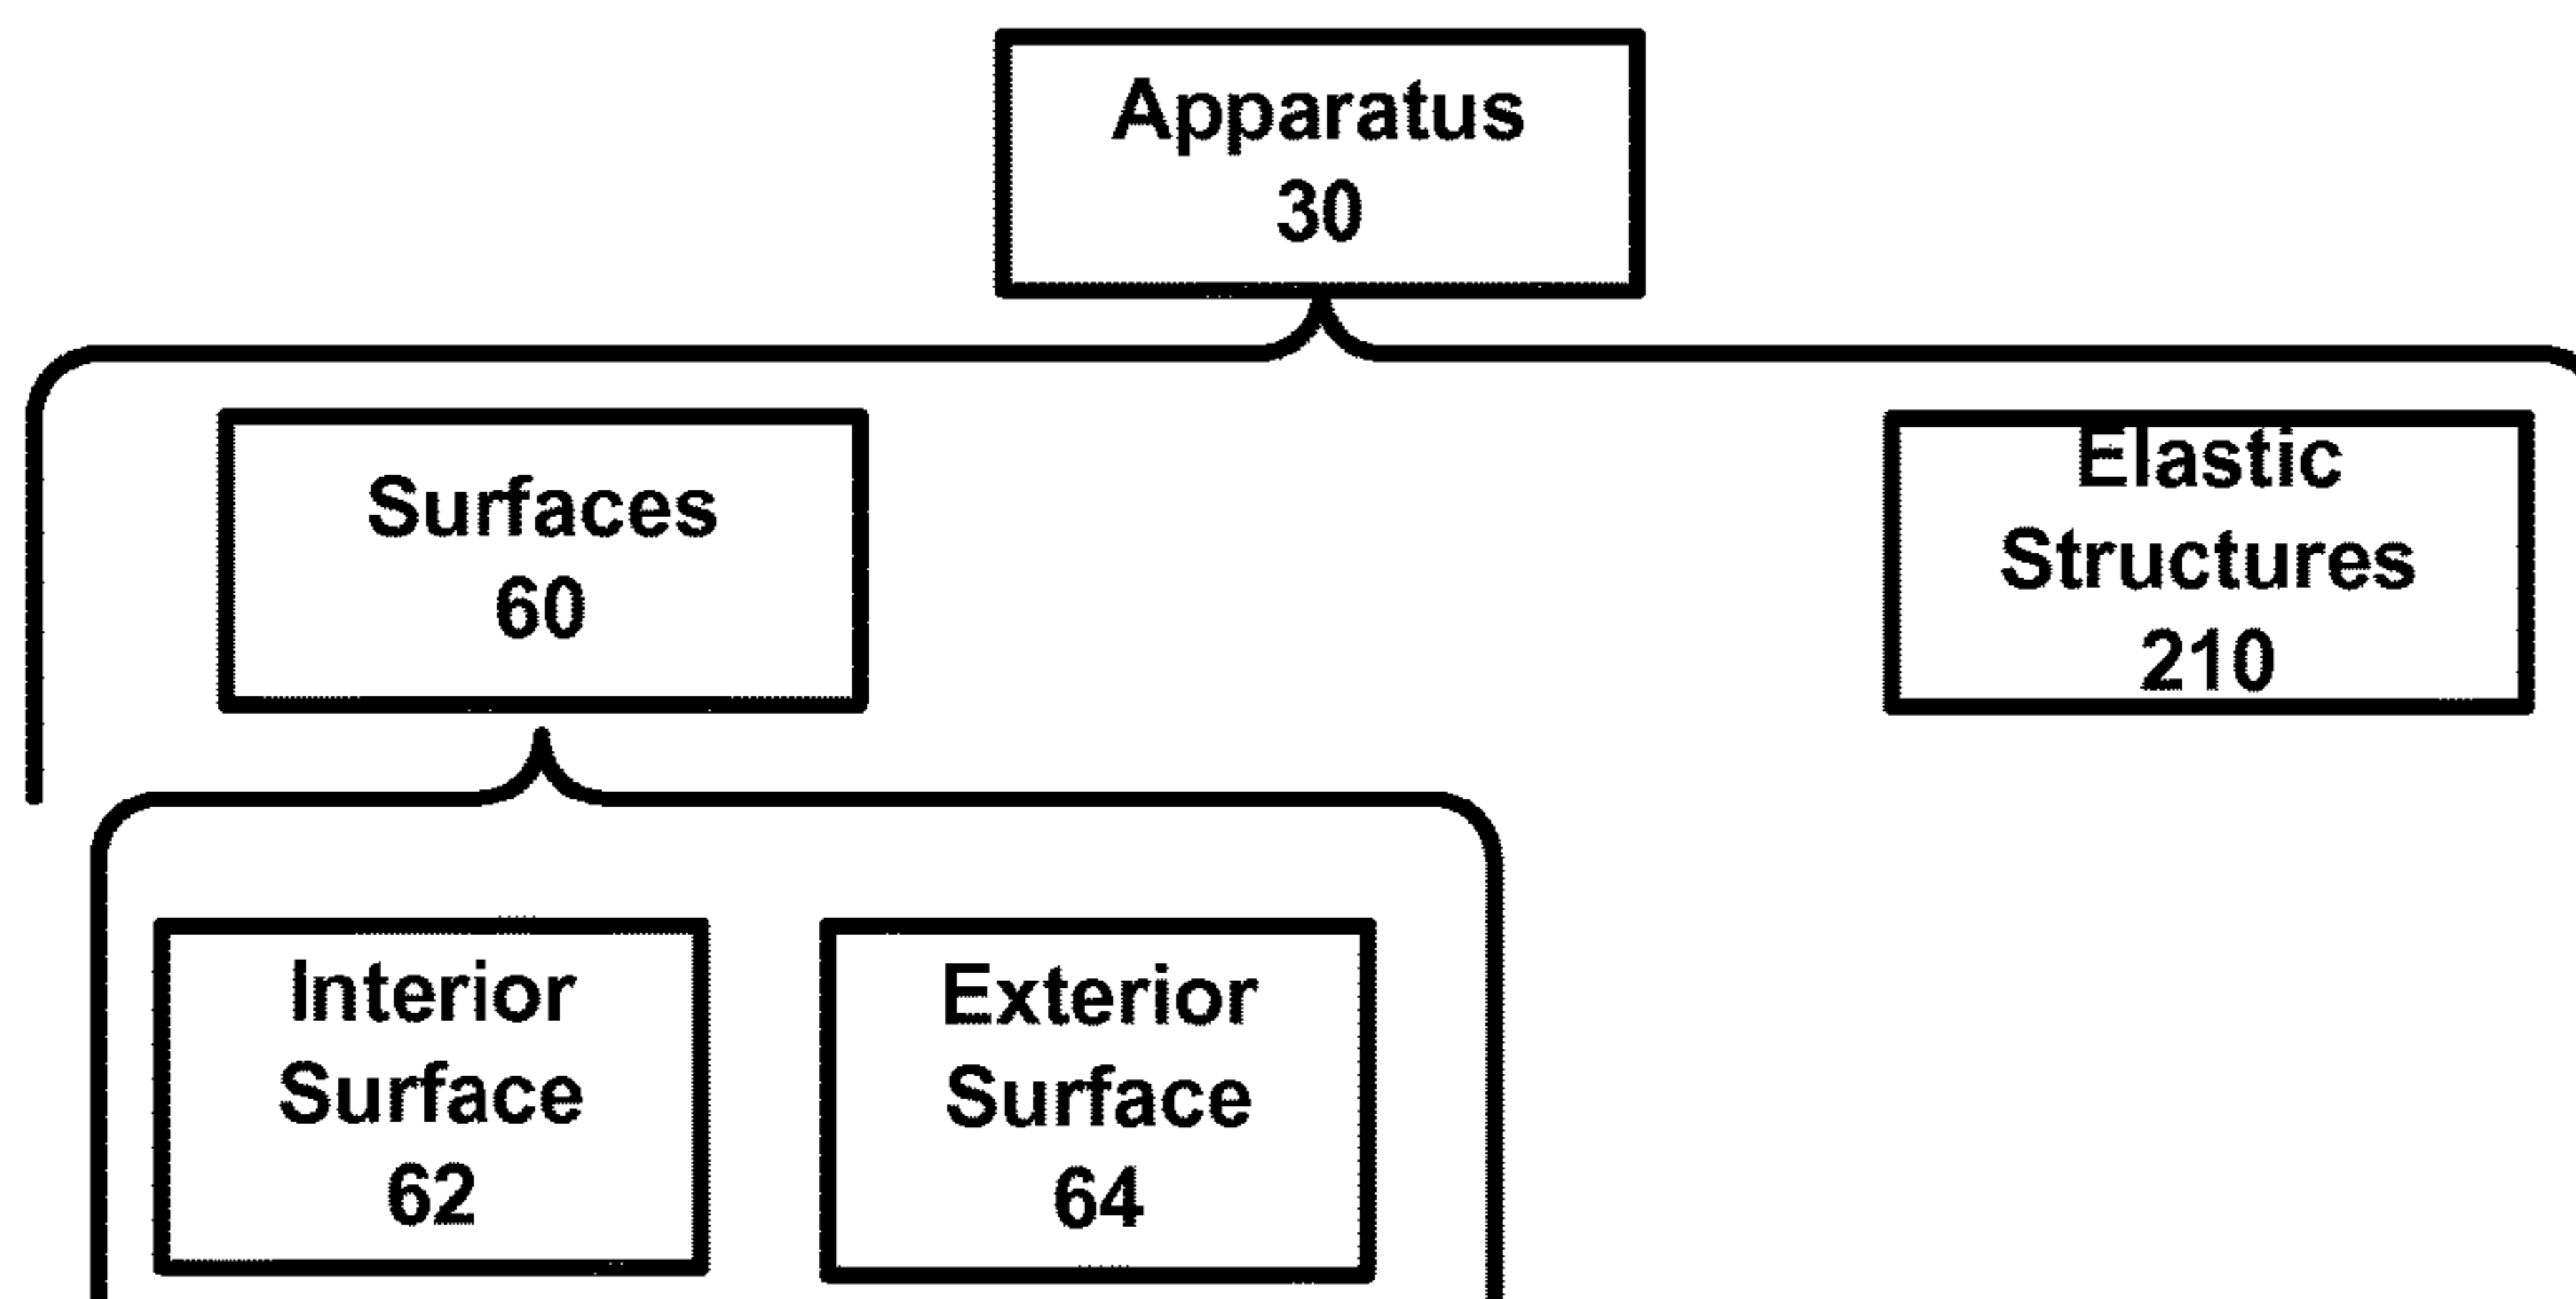 Apparatus
30
Surfaces
60
Elastic
Structures
210
Interior
Surface
62
Exterior
Surface
64